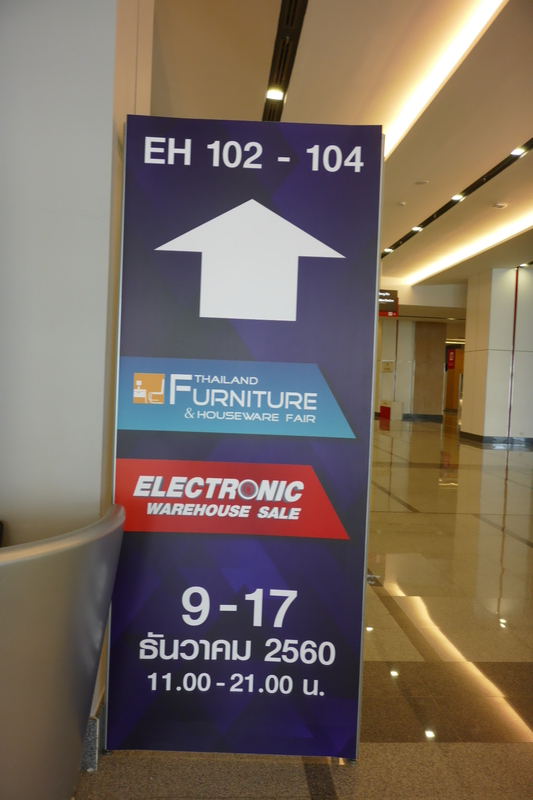 EH 102 - 104
THAILAND
FURNITURE
& HOUSEWARE FAIR
ELECTRONIC
WAREHOUSE SALE
9-17
ธันวาคม 2560
11.00-21.00 น.